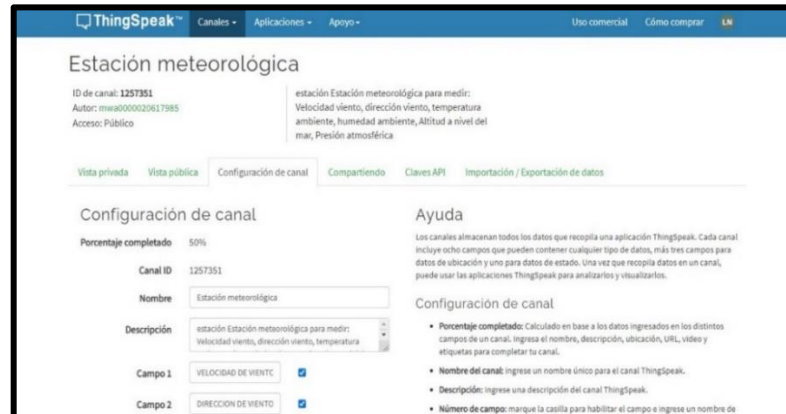 ThingSpeak™ Canales Aplicaciones Apoyo Uso comercial Cómo comprar LN
Estación meteorológica
ID de canal: 1257351
Autor: mwa0000020617985
Acceso: Público
estación Estación meteorológica para medir:
Velocidad viento, dirección viento, temperatura
ambiente, humedad ambiente, Altitud a nivel del
mar, Presión atmosférica
Vista privada Vista pública Configuración de canal Compartiendo Claves API Importación / Exportación de datos
Configuración de canal
Porcentaje completado 50%
Canal ID 1257351
Nombre Estación meteorológica
Descripción estación Estación meteorológica para medir:
Velocidad viento, dirección viento, temperatura
Campo 1 VELOCIDAD DE VIENTO
Campo 2 DIRECCION DE VIENTO
Ayuda
Los canales almacenan todos los datos que recopila una aplicación ThingSpeak. Cada canal
incluye ocho campos que pueden contener cualquier tipo de datos, más tres campos para
datos de ubicación y uno para datos de estado. Una vez que recopila datos en un canal,
puede usar las aplicaciones ThingSpeak para analizarlos y visualizarlos.
Configuración de canal
• Porcentaje completado: Calculado en base a los datos ingresados en los distintos
campos de un canal. Ingresa el nombre, descripción, ubicación, URL, video y
etiquetas para completar tu canal.
• Nombre del canal: ingrese un nombre único para el canal ThingSpeak.
• Descripción: ingrese una descripción del canal ThingSpeak.
• Número de campo: marque la casilla para habilitar el campo e ingrese un nombre de